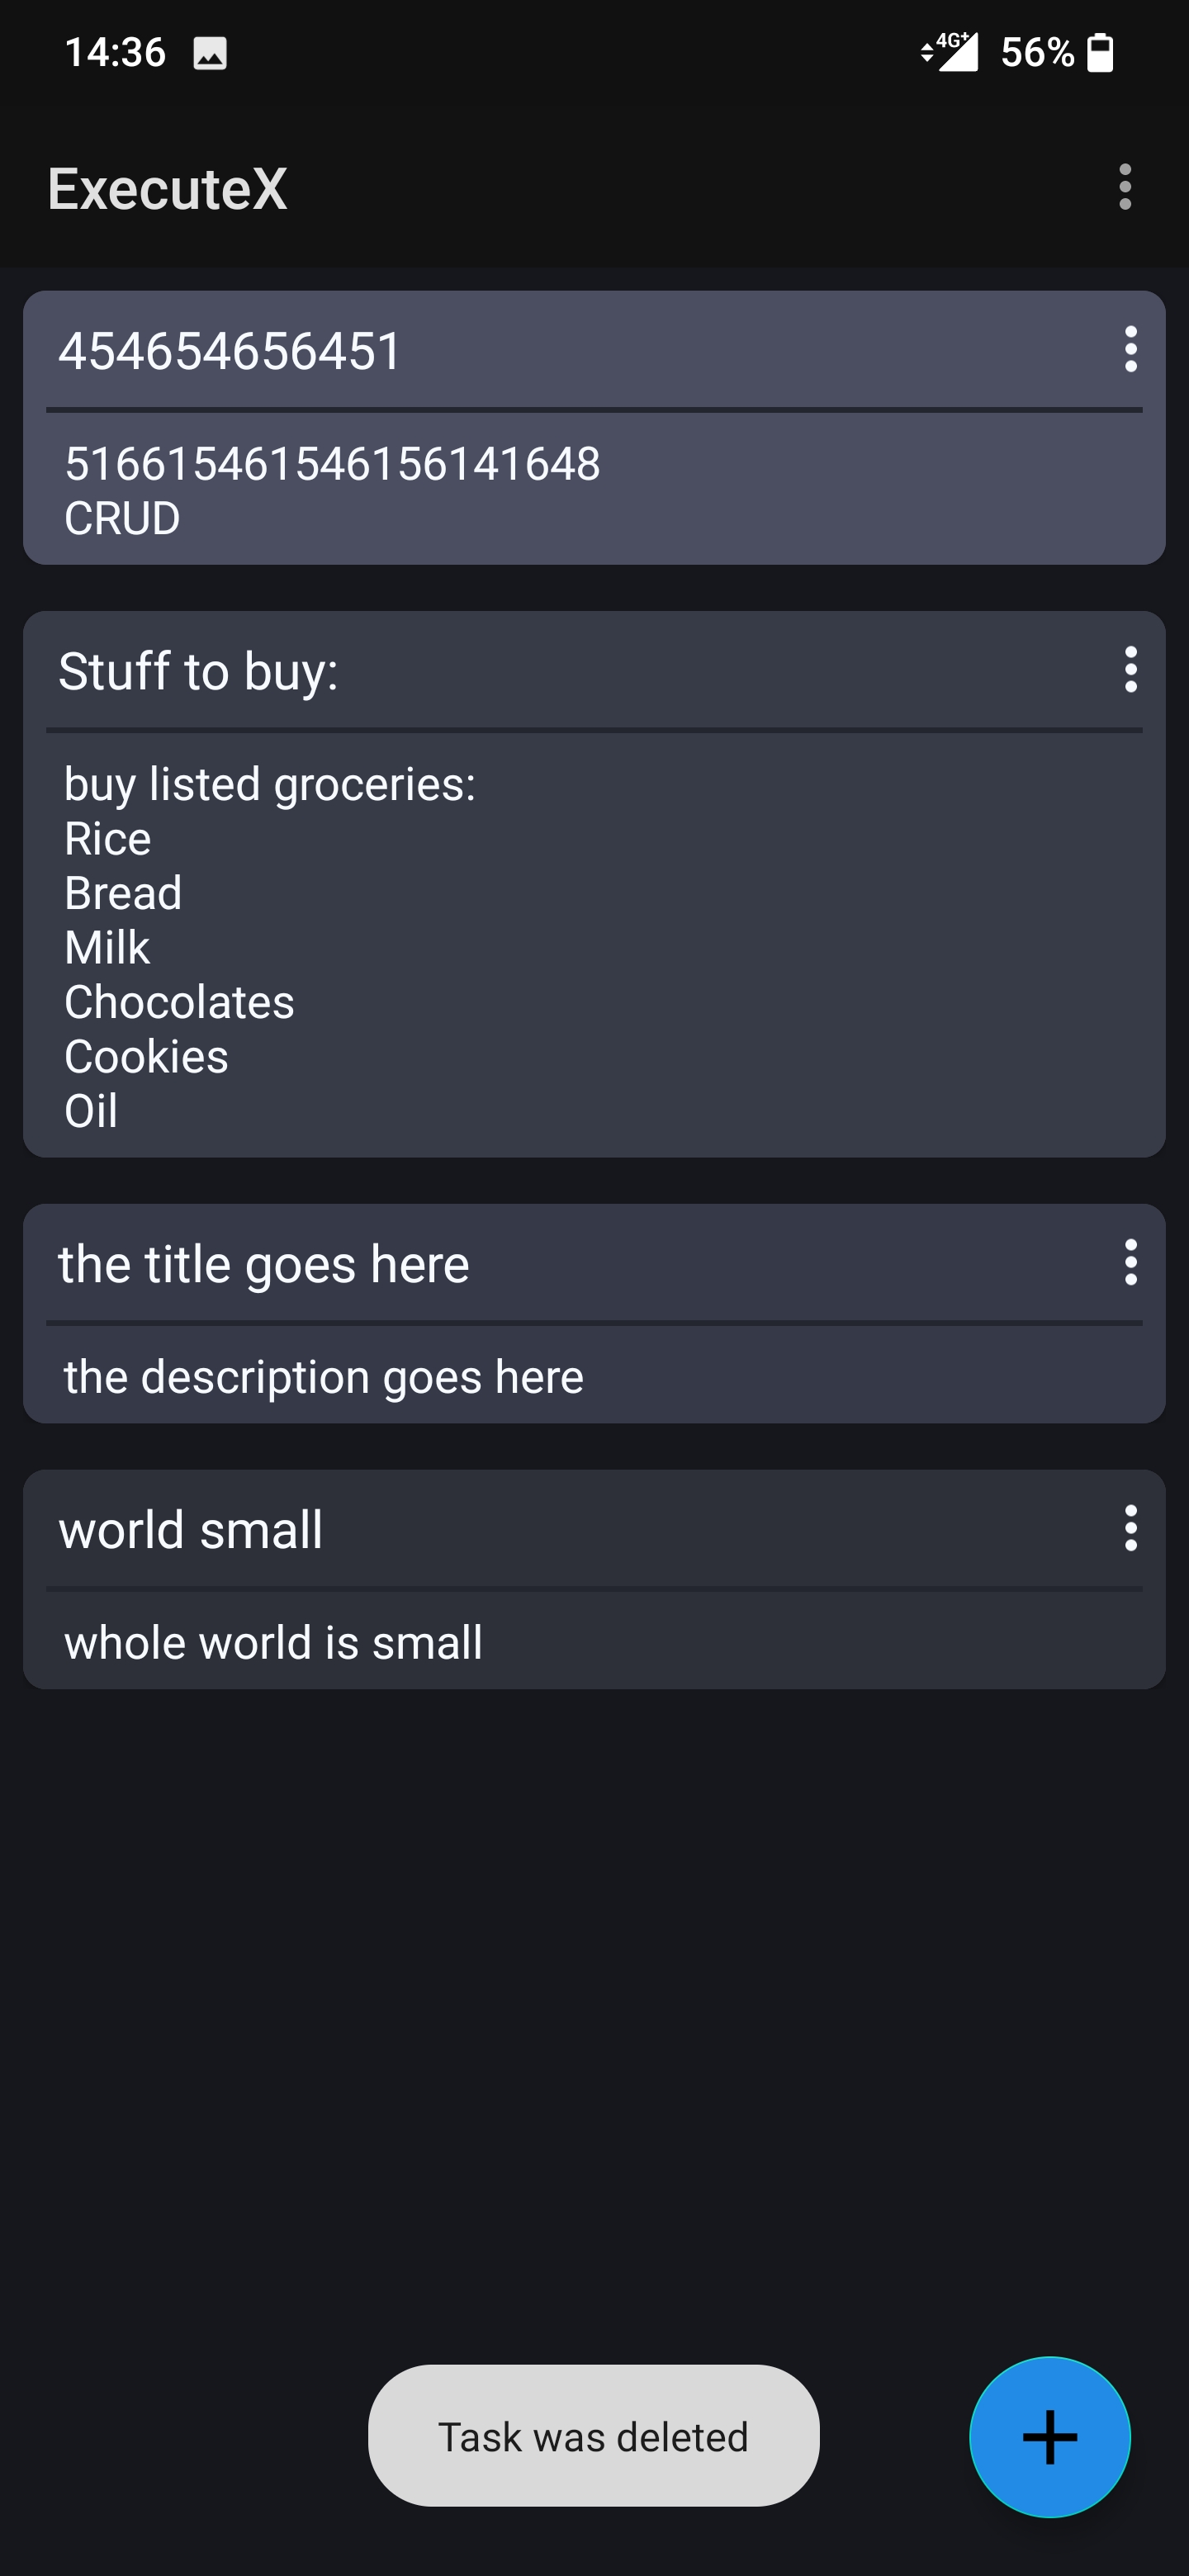 14:36
4G+ 56%
ExecuteX
454654656451
516615461546156141648
CRUD
Stuff to buy:
buy listed groceries:
Rice
Bread
Milk
Chocolates
Cookies
Oil
the title goes here
the description goes here
world small
whole world is small
Task was deleted